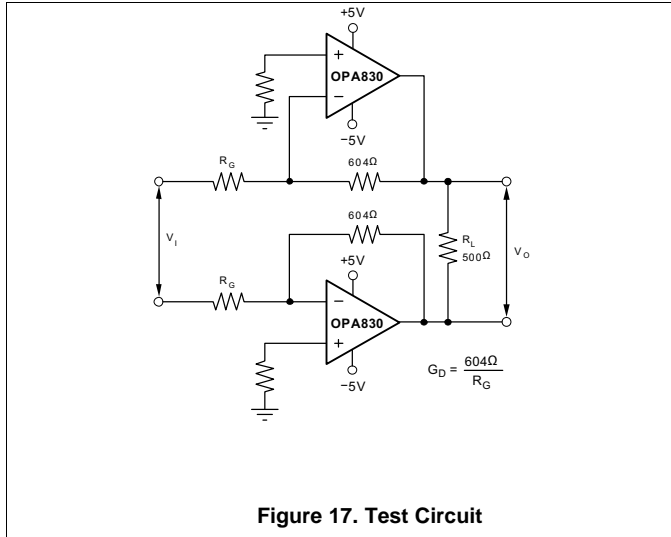 +5V
+
OPA830
−
−5V
R_G
604Ω
604Ω
V_I
R_L
500Ω
V_O
R_G
+5V
−
OPA830
+
−5V
G_D = 604Ω / R_G
Figure 17. Test Circuit